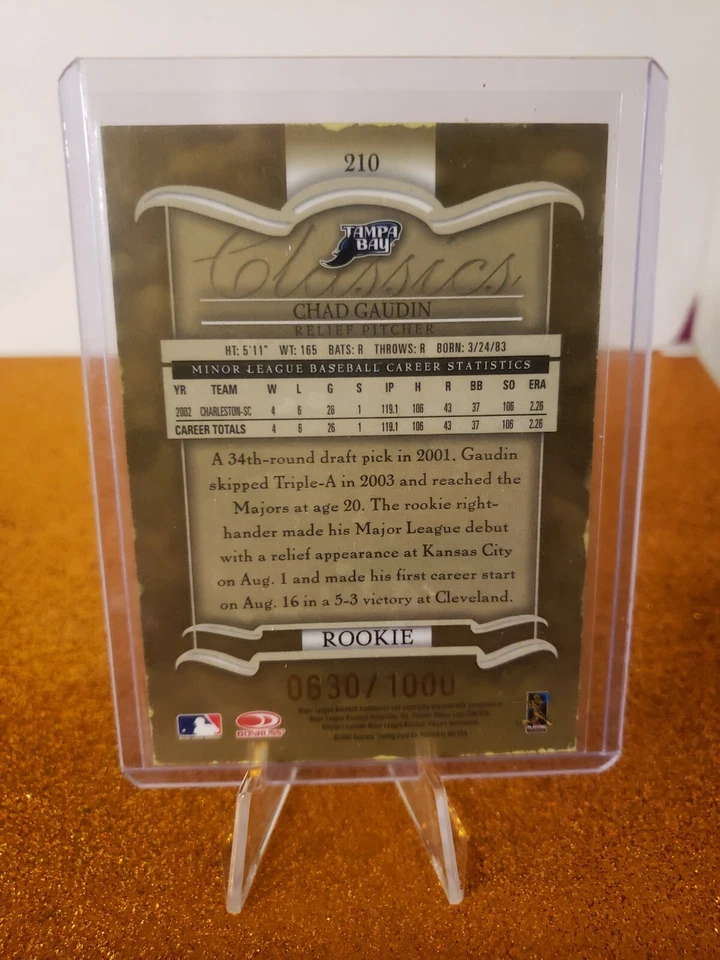 210
TAMPA
BAY
Classics
CHAD GAUDIN
RELIEF PITCHER
HT: 5'11" WT: 165 BATS: R THROWS: R BORN: 3/24/83
MINOR LEAGUE BASEBALL CAREER STATISTICS
YR TEAM W L G S IP H R BB SO ERA
2002 CHARLESTON-SC 4 6 26 1 119.1 106 43 37 106 2.26
CAREER TOTALS 4 6 26 1 119.1 106 43 37 106 2.26
A 34th-round draft pick in 2001, Gaudin
skipped Triple-A in 2003 and reached the
Majors at age 20. The rookie right-
hander made his Major League debut
with a relief appearance at Kansas City
on Aug. 1 and made his first career start
on Aug. 16 in a 5-3 victory at Cleveland.
ROOKIE
0630/1000
DONRUSS